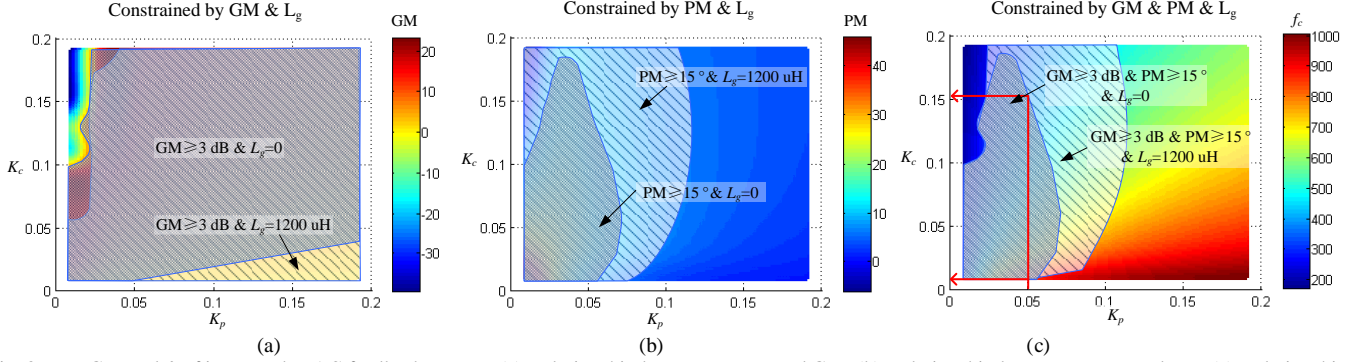 Constrained by GM & Lg
GM
0.2
0.15
Kc
0.1
0.05
0
0
0.05
0.1
0.15
0.2
Kp
20
10
0
-10
-20
-30
GM≥3 dB & Lg=0
GM≥3 dB & Lg=1200 uH
(a)
Constrained by PM & Lg
PM
0.2
0.15
Kc
0.1
0.05
0
0
0.05
0.1
0.15
0.2
Kp
40
30
20
10
0
PM≥15 °& Lg=1200 uH
PM≥15 °& Lg=0
(b)
Constrained by GM & PM & Lg
fc
0.2
0.15
Kc
0.1
0.05
0
0
0.05
0.1
0.15
0.2
Kp
1000
900
800
700
600
500
400
300
200
GM≥3 dB & PM≥15 °
& Lg=0
GM≥3 dB & PM≥15 °
& Lg=1200 uH
(c)